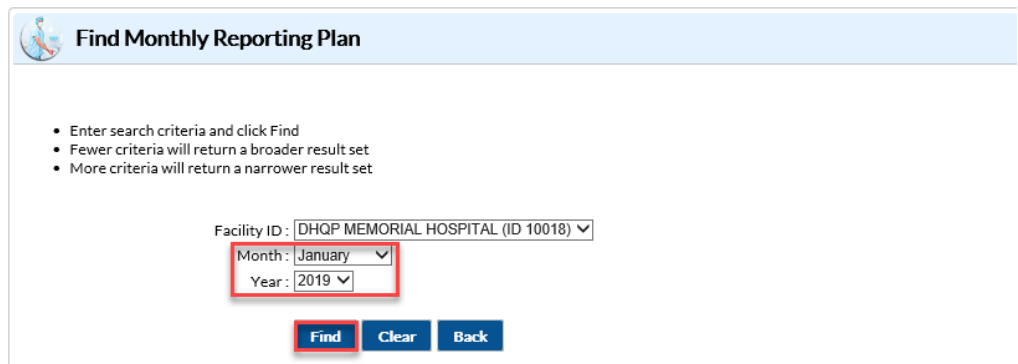 Find Monthly Reporting Plan
• Enter search criteria and click Find
• Fewer criteria will return a broader result set
• More criteria will return a narrower result set
Facility ID : DHQP MEMORIAL HOSPITAL (ID 10018)
Month : January
Year : 2019
Find Clear Back